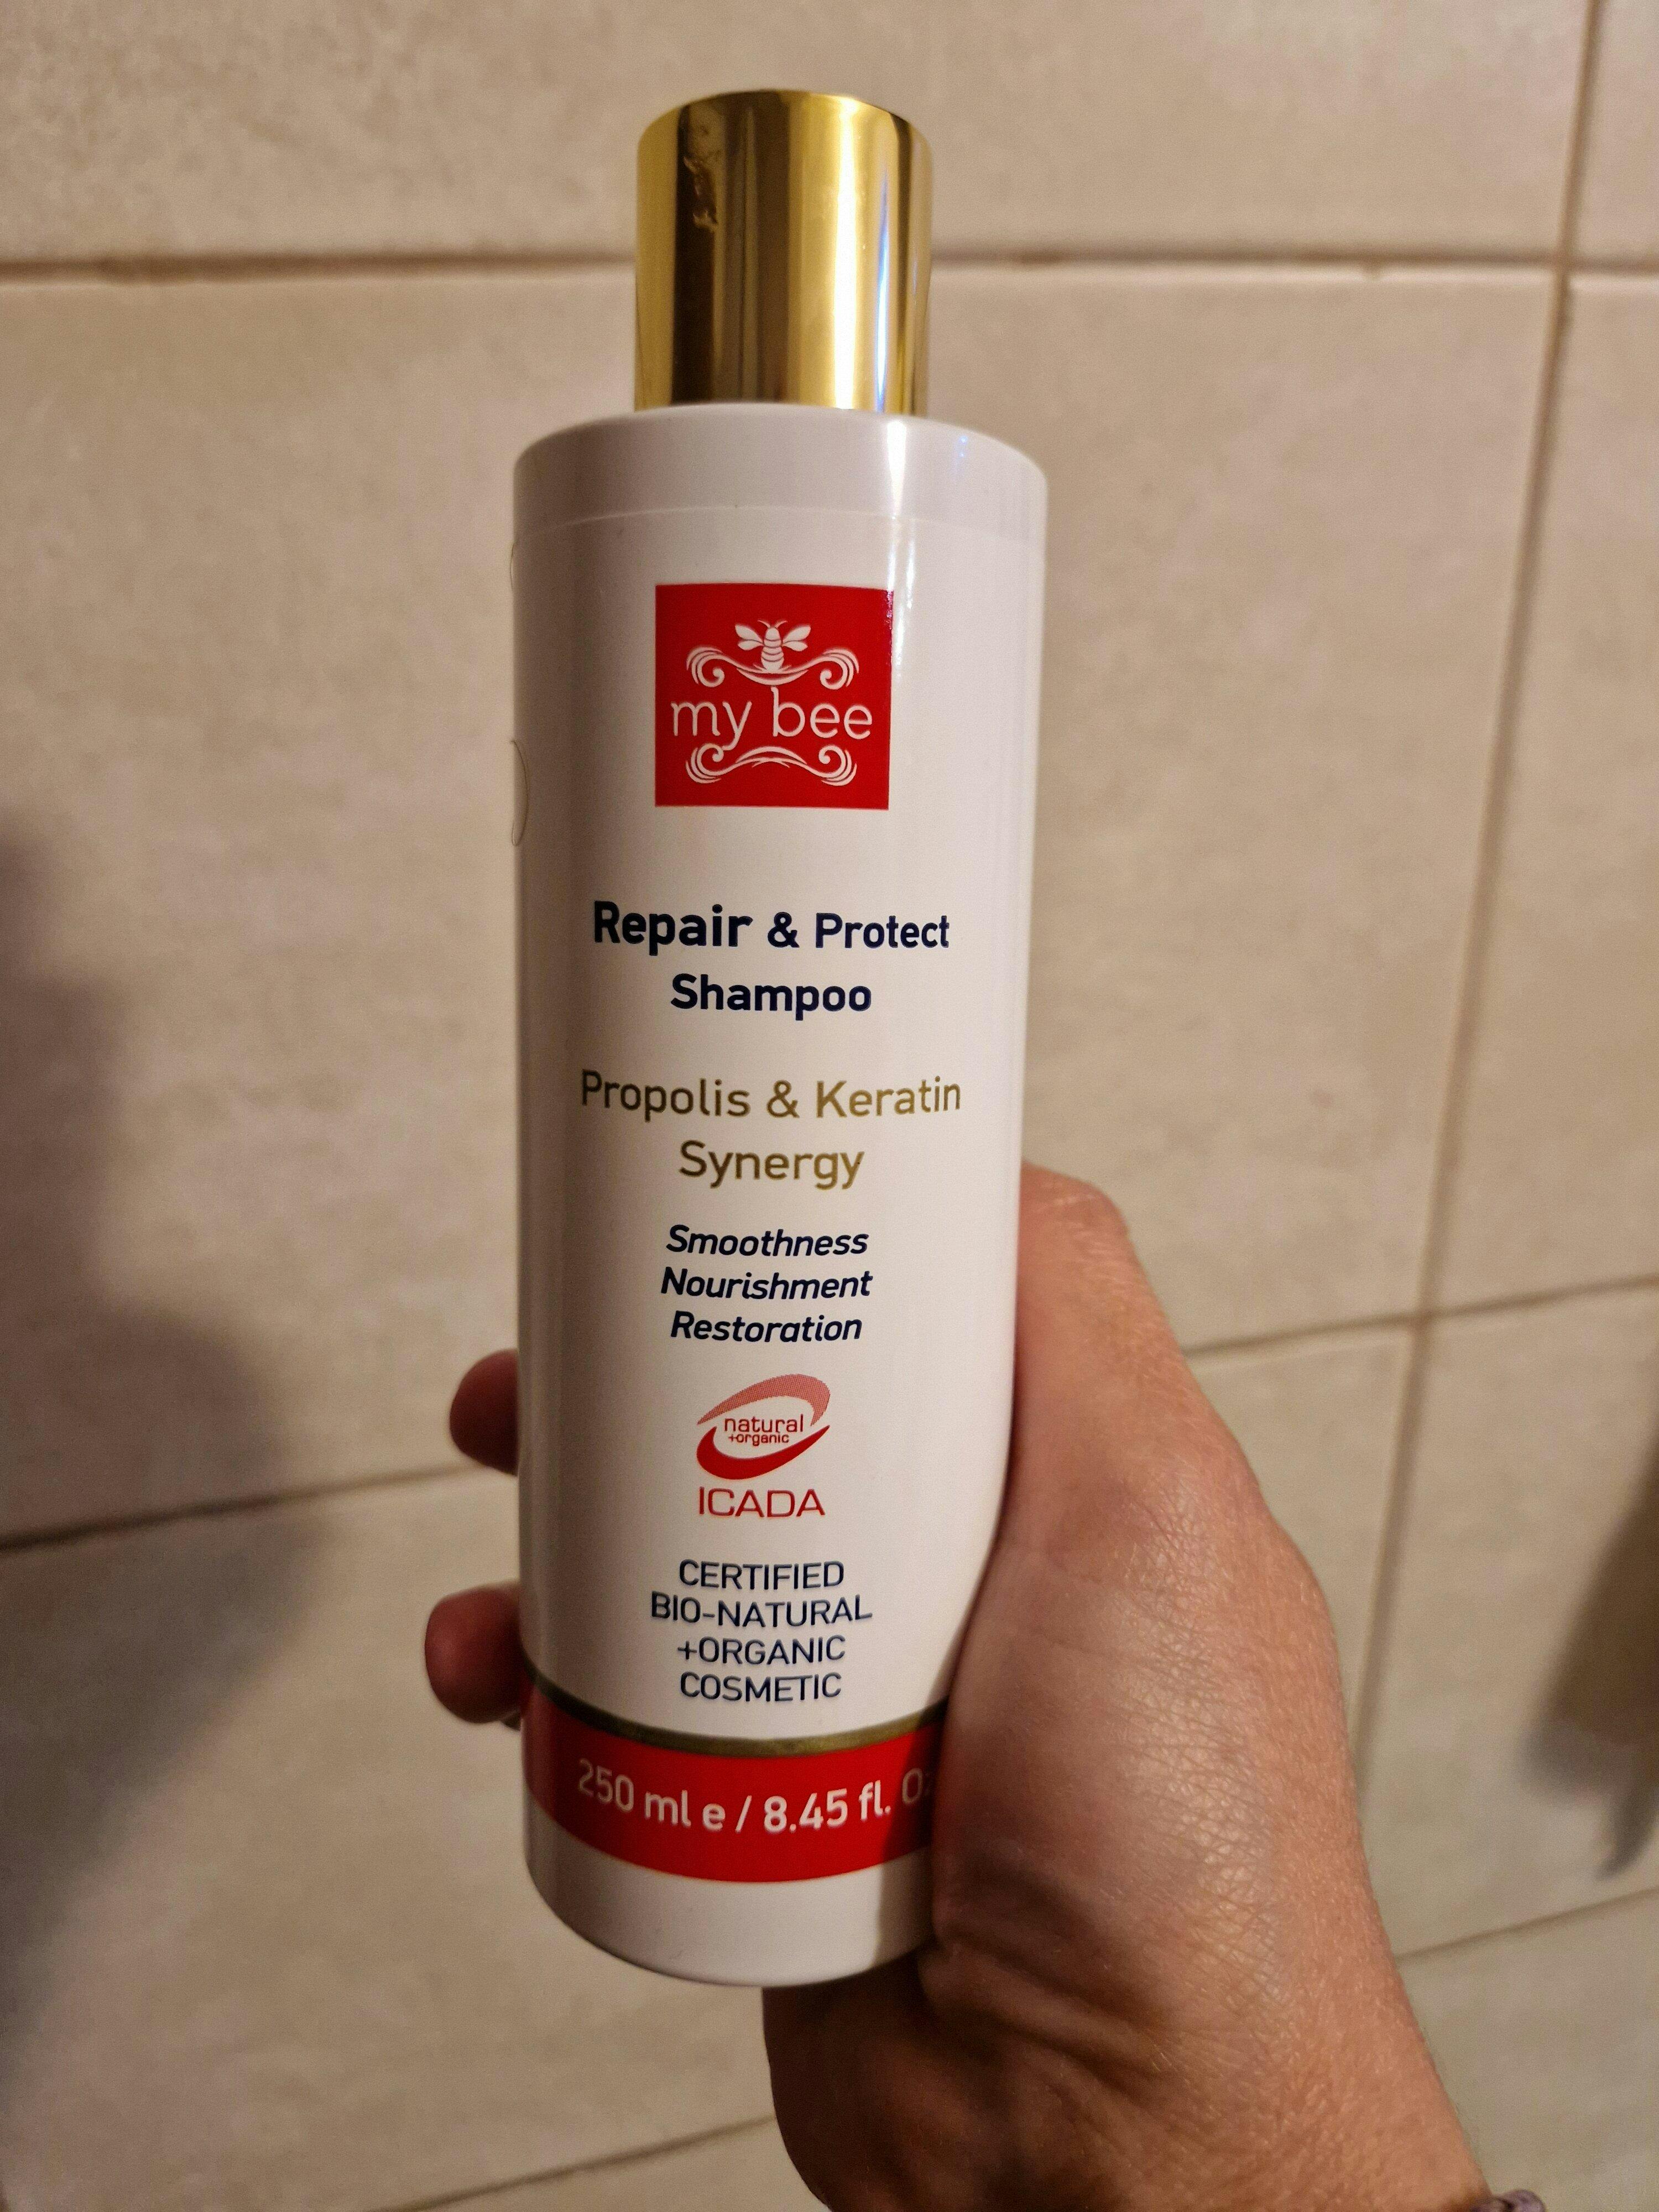 my bee
Repair & Protect
Shampoo
Propolis & Keratin
Synergy
Smoothness
Nourishment
Restoration
natural
+organic
ICADA
CERTIFIED
BIO-NATURAL
+ORGANIC
COSMETIC
250 ml e / 8.45 fl.